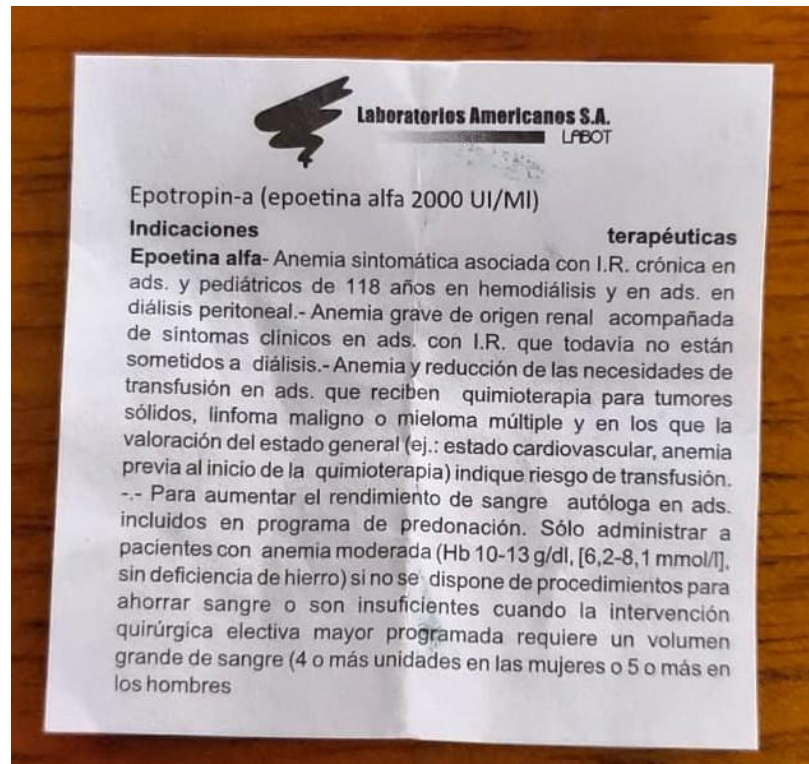 Laboratorios Americanos S.A.
LABOT
Epotropin-a (epoetina alfa 2000 UI/Ml)
Indicaciones terapéuticas
Epoetina alfa- Anemia sintomática asociada con I.R. crónica en
ads. y pediátricos de 118 años en hemodiálisis y en ads. en
diálisis peritoneal.- Anemia grave de origen renal acompañada
de síntomas clínicos en ads. con I.R. que todavía no están
sometidos a diálisis.- Anemia y reducción de las necesidades de
transfusión en ads. que reciben quimioterapia para tumores
sólidos, linfoma maligno o mieloma múltiple y en los que la
valoración del estado general (ej.: estado cardiovascular, anemia
previa al inicio de la quimioterapia) indique riesgo de transfusión.
-.- Para aumentar el rendimiento de sangre autóloga en ads.
incluidos en programa de predonación. Sólo administrar a
pacientes con anemia moderada (Hb 10-13 g/dl, [6,2-8,1 mmol/l],
sin deficiencia de hierro) si no se dispone de procedimientos para
ahorrar sangre o son insuficientes cuando la intervención
quirúrgica electiva mayor programada requiere un volumen
grande de sangre (4 o más unidades en las mujeres o 5 o más en
los hombres